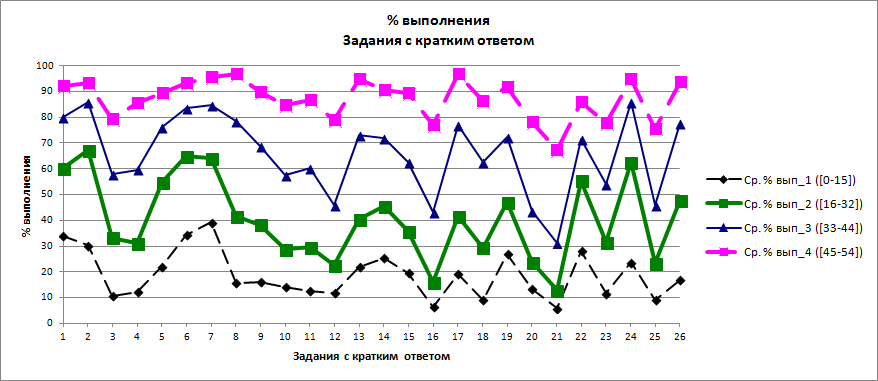 % выполнения
Задания с кратким ответом
100
90
80
70
60
50
40
30
20
10
0
% выполнения
1 2 3 4 5 6 7 8 9 10 11 12 13 14 15 16 17 18 19 20 21 22 23 24 25 26
Задания с кратким ответом
Ср. % вып_1 ([0-15])
Ср. % вып_2 ([16-32])
Ср. % вып_3 ([33-44])
Ср. % вып_4 ([45-54])